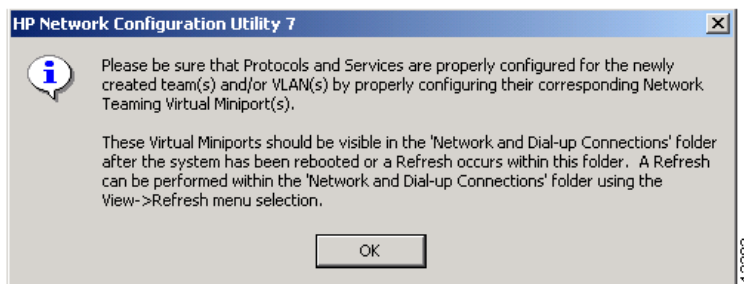 HP Network Configuration Utility 7
Please be sure that Protocols and Services are properly configured for the newly
created team(s) and/or VLAN(s) by properly configuring their corresponding Network
Teaming Virtual Miniport(s).
These Virtual Miniports should be visible in the 'Network and Dial-up Connections' folder
after the system has been rebooted or a Refresh occurs within this folder. A Refresh
can be performed within the 'Network and Dial-up Connections' folder using the
View->Refresh menu selection.
OK